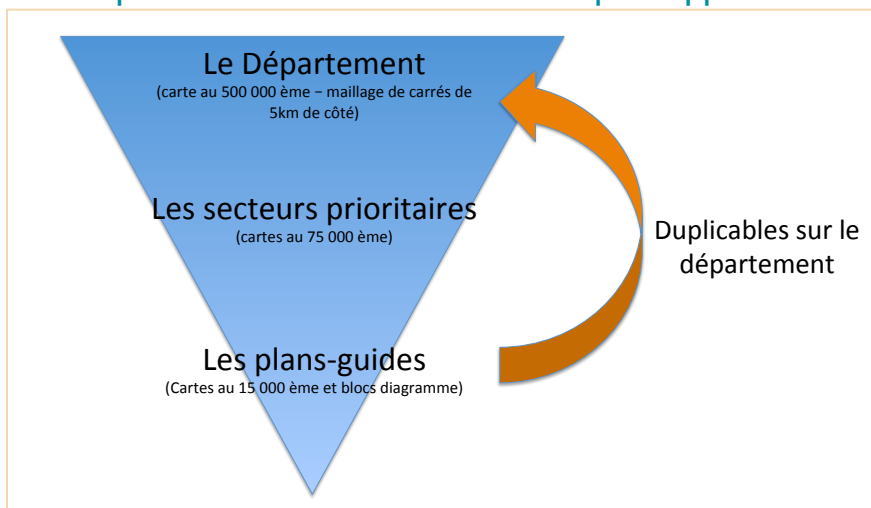 Le Département
(carte au 500 000 ème – maillage de carrés de
5km de côté)
Les secteurs prioritaires
(cartes au 75 000 ème)
Duplicables sur le
département
Les plans-guides
(Cartes au 15 000 ème et blocs diagramme)